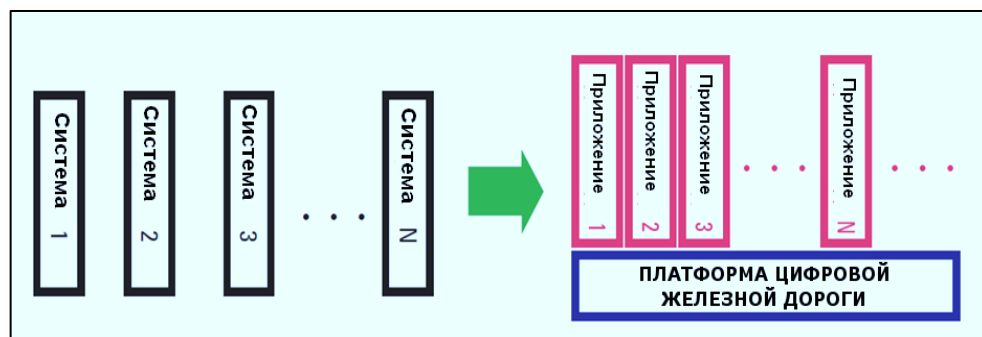 Система 1
Система 2
Система 3
. . .
Система N
Приложение 1
Приложение 2
Приложение 3
. . .
Приложение N
. . .
ПЛАТФОРМА ЦИФРОВОЙ
ЖЕЛЕЗНОЙ ДОРОГИ